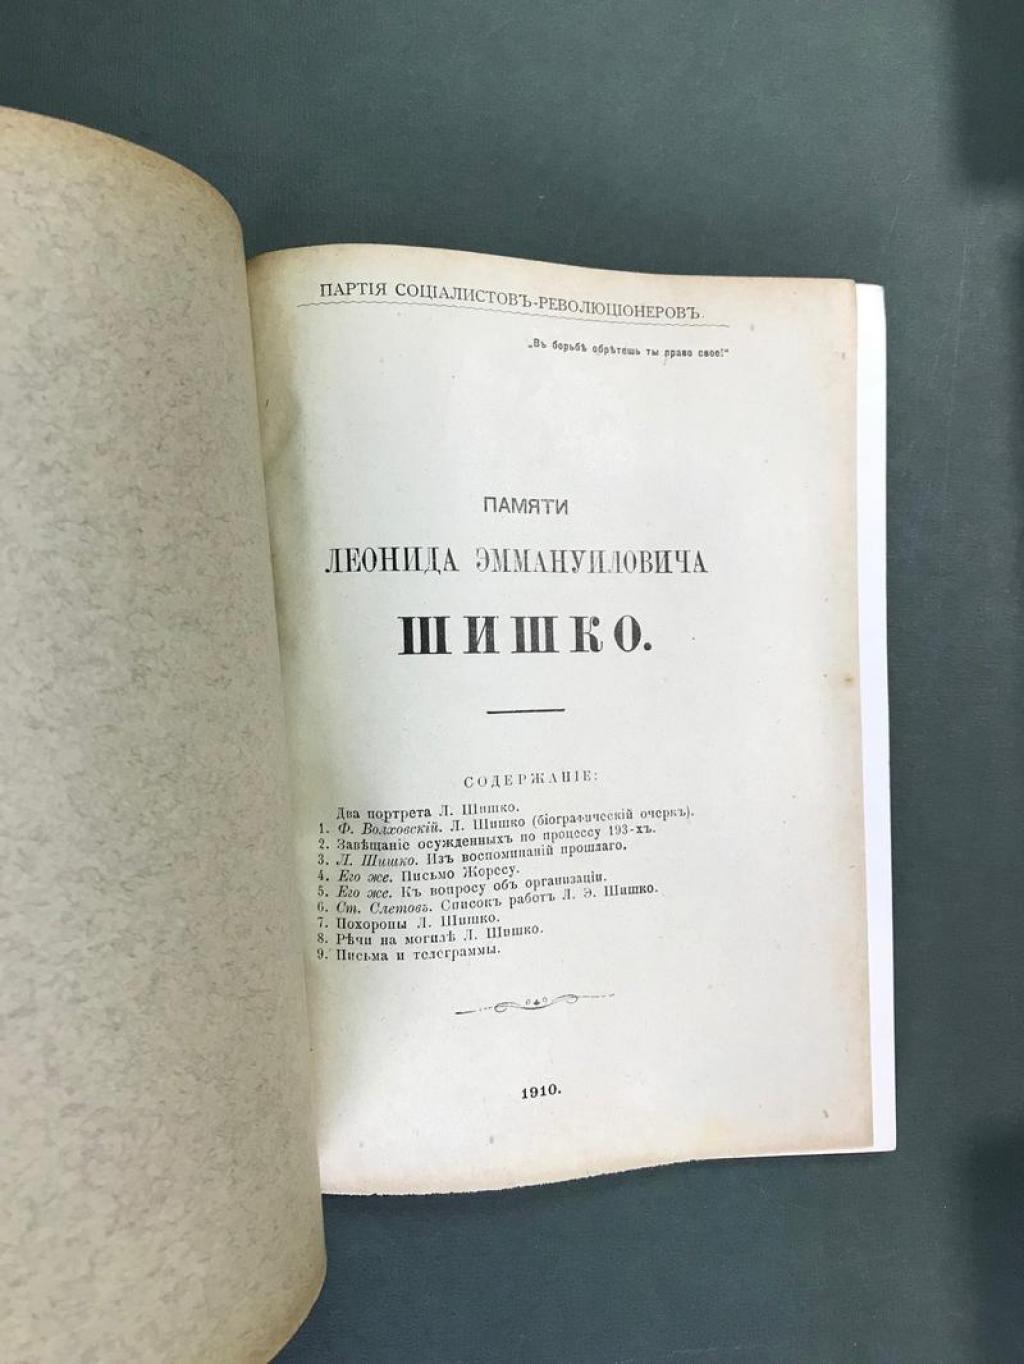 ПАРТІЯ СОЦІАЛИСТОВЪ-РЕВОЛЮЦІОНЕРОВЪ.
„Въ борьбѣ обрѣтешь ты право свое!“
ПАМЯТИ
ЛЕОНИДА ЭММАНУИЛОВИЧА
ШИШКО.
СОДЕРЖАНІЕ:
Два портрета Л. Шишко.
1. Ф. Волховскій. Л. Шишко (біографическій очеркъ).
2. Завѣщаніе осужденныхъ по процессу 193-хъ.
3. Л. Шишко. Изъ воспоминаній прошлаго.
4. Его же. Письмо Жоресу.
5. Его же. Къ вопросу объ организаціи.
6. Ст. Слетовъ. Списокъ работъ Л. Э. Шишко.
7. Похороны Л. Шишко.
8. Рѣчи на могилѣ Л. Шишко.
9. Письма и телеграммы.
1910.